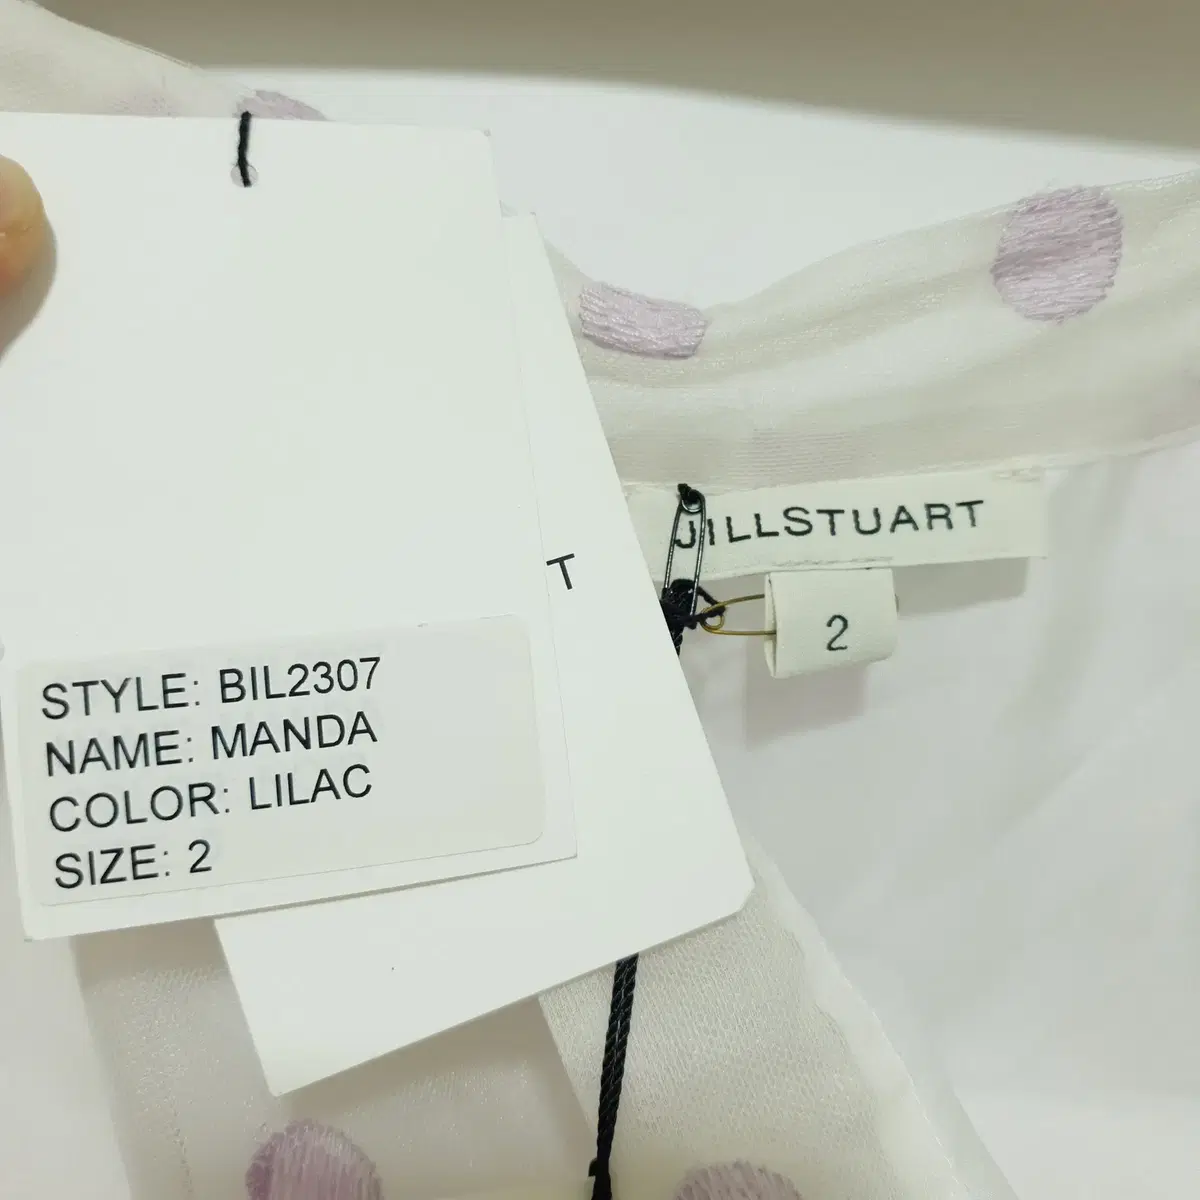 T
JILLSTUART
2
STYLE: BIL2307
NAME: MANDA
COLOR: LILAC
SIZE: 2